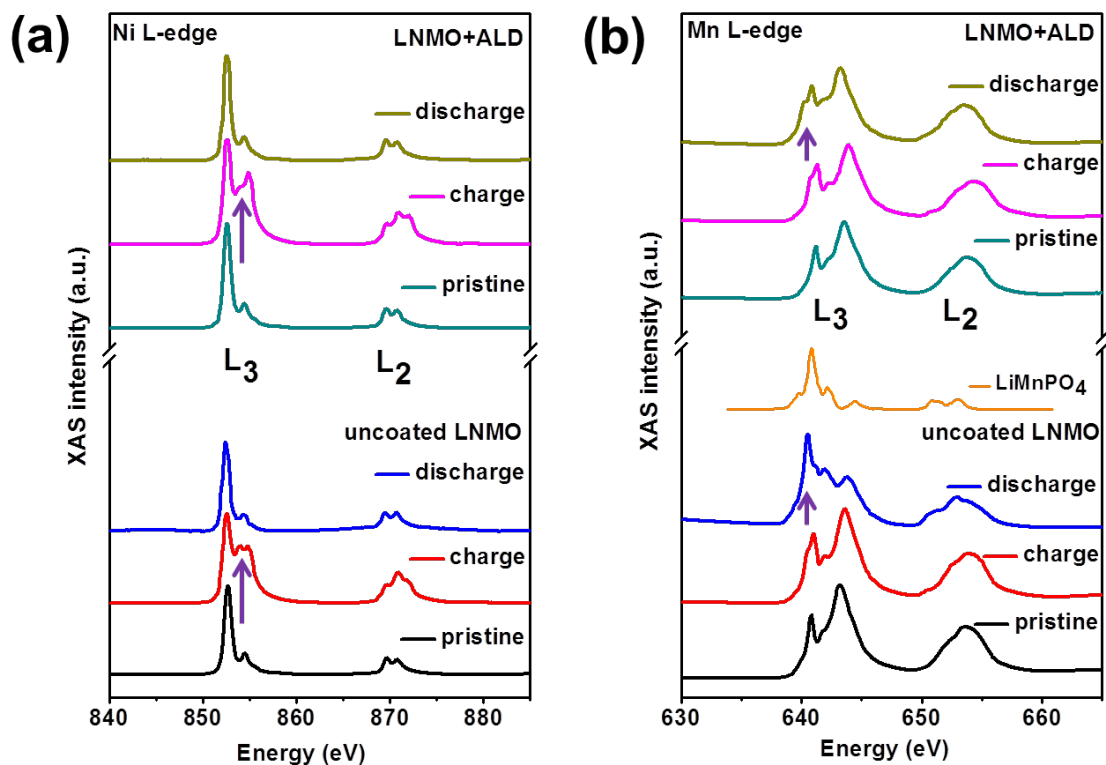 (a)
Ni L-edge
LNMO+ALD
discharge
charge
pristine
L3
L2
uncoated LNMO
discharge
charge
pristine
XAS intensity (a.u.)
840 850 860 870 880
Energy (eV)
(b)
Mn L-edge
LNMO+ALD
discharge
charge
pristine
L3
L2
LiMnPO4
uncoated LNMO
discharge
charge
pristine
XAS intensity (a.u.)
630 640 650 660
Energy (eV)